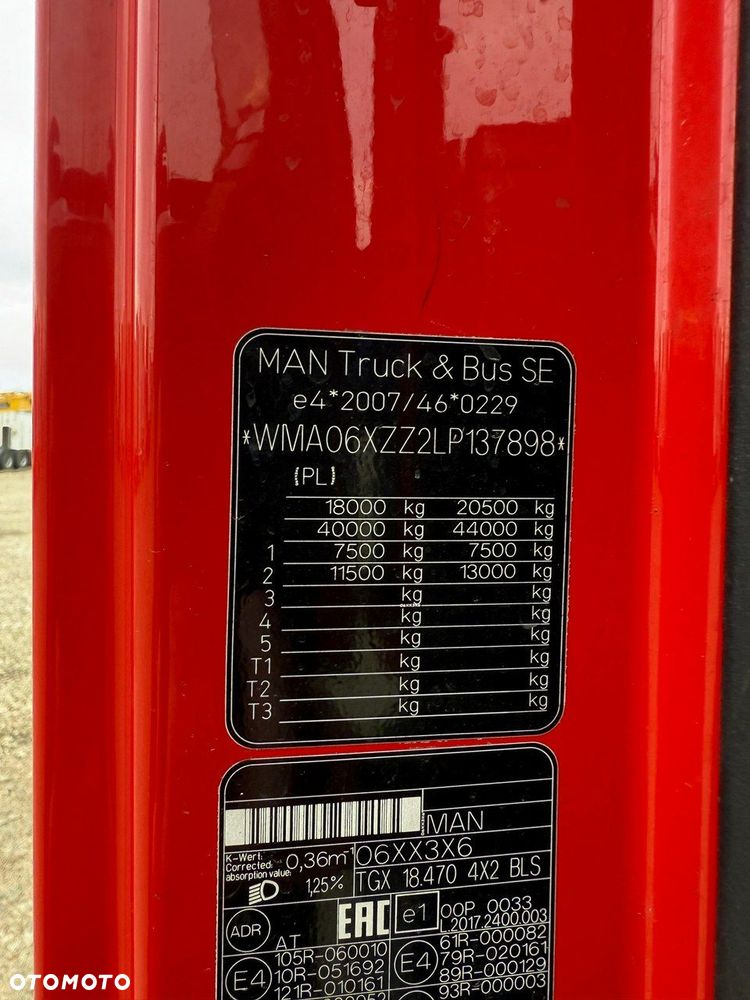 MAN Truck & Bus SE
e4*2007/46*0229
*WMA06XZZ2LP137898*
(PL)
18000 kg 20500 kg
40000 kg 44000 kg
1 7500 kg 7500 kg
2 11500 kg 13000 kg
3 kg kg
4 kg kg
5 kg kg
T1 kg kg
T2 kg kg
T3 kg kg
MAN
K-Wert: Corrected absorption value: 0,36m-1 06XX3X6
1,25% TGX 18.470 4X2 BLS
ADR AT EAC e1 00P 0033
L.2017.2400.003
E4 105R-060010 E4 61R-000082
10R-051692 79R-020161
121R-010161 89R-000129
93R-000003
OTOMOTO